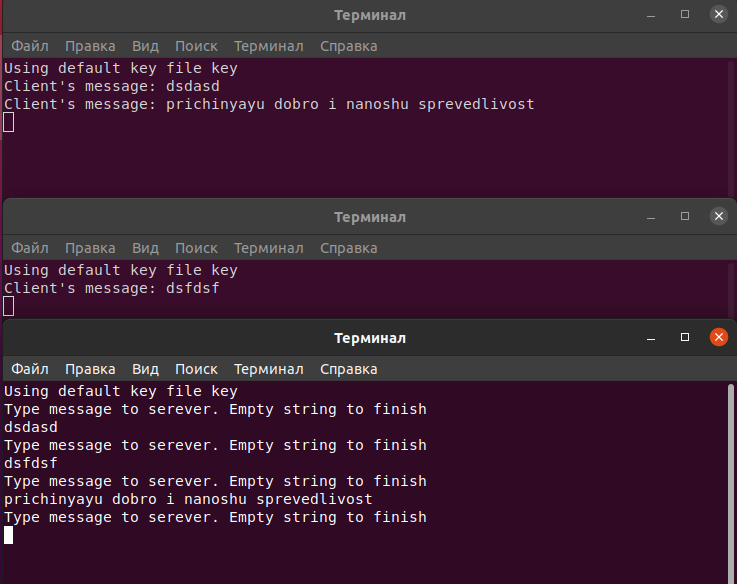 Терминал
Файл Правка Вид Поиск Терминал Справка
Using default key file key
Client's message: dsdasd
Client's message: prichinyayu dobro i nanoshu sprevedlivost
Терминал
Файл Правка Вид Поиск Терминал Справка
Using default key file key
Client's message: dsfdsf
Терминал
Файл Правка Вид Поиск Терминал Справка
Using default key file key
Type message to serever. Empty string to finish
dsdasd
Type message to serever. Empty string to finish
dsfdsf
Type message to serever. Empty string to finish
prichinyayu dobro i nanoshu sprevedlivost
Type message to serever. Empty string to finish